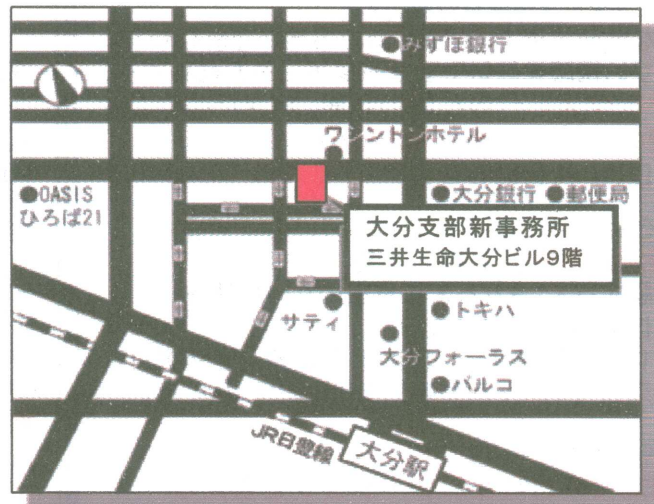 ●みずほ銀行
ワシントンホテル
●OASIS
ひろば21
●大分銀行 ●郵便局
大分支部新事務所
三井生命大分ビル9階
サティ
●トキハ
大分フォーラス
●パルコ
JR日豊線
大分駅